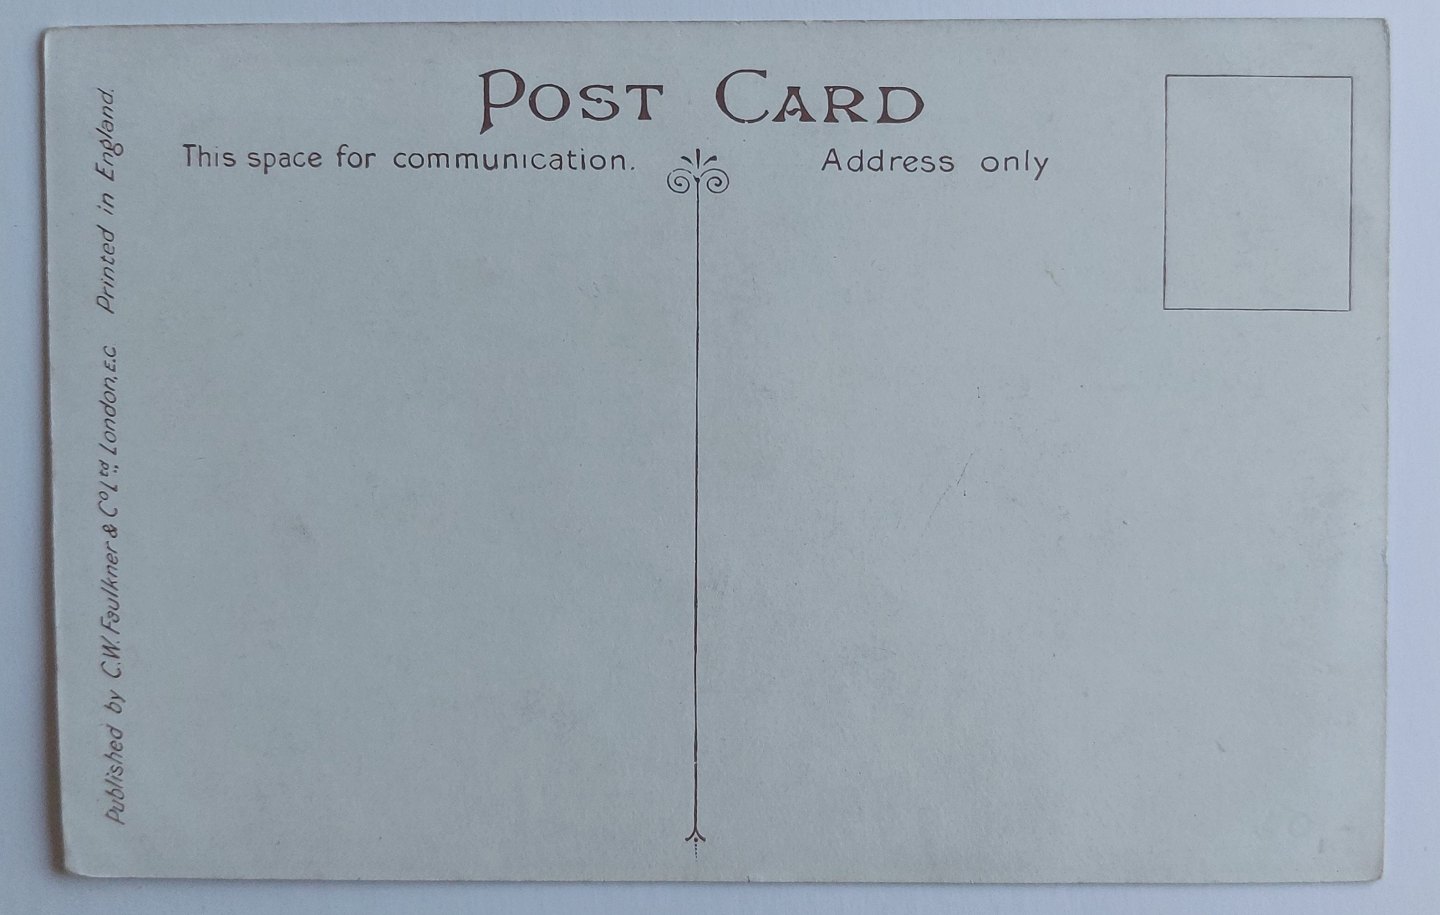 POST CARD
This space for communication.
Address only
Published by C.W. Faulkner & Co Ltd., London, E.C Printed in England.